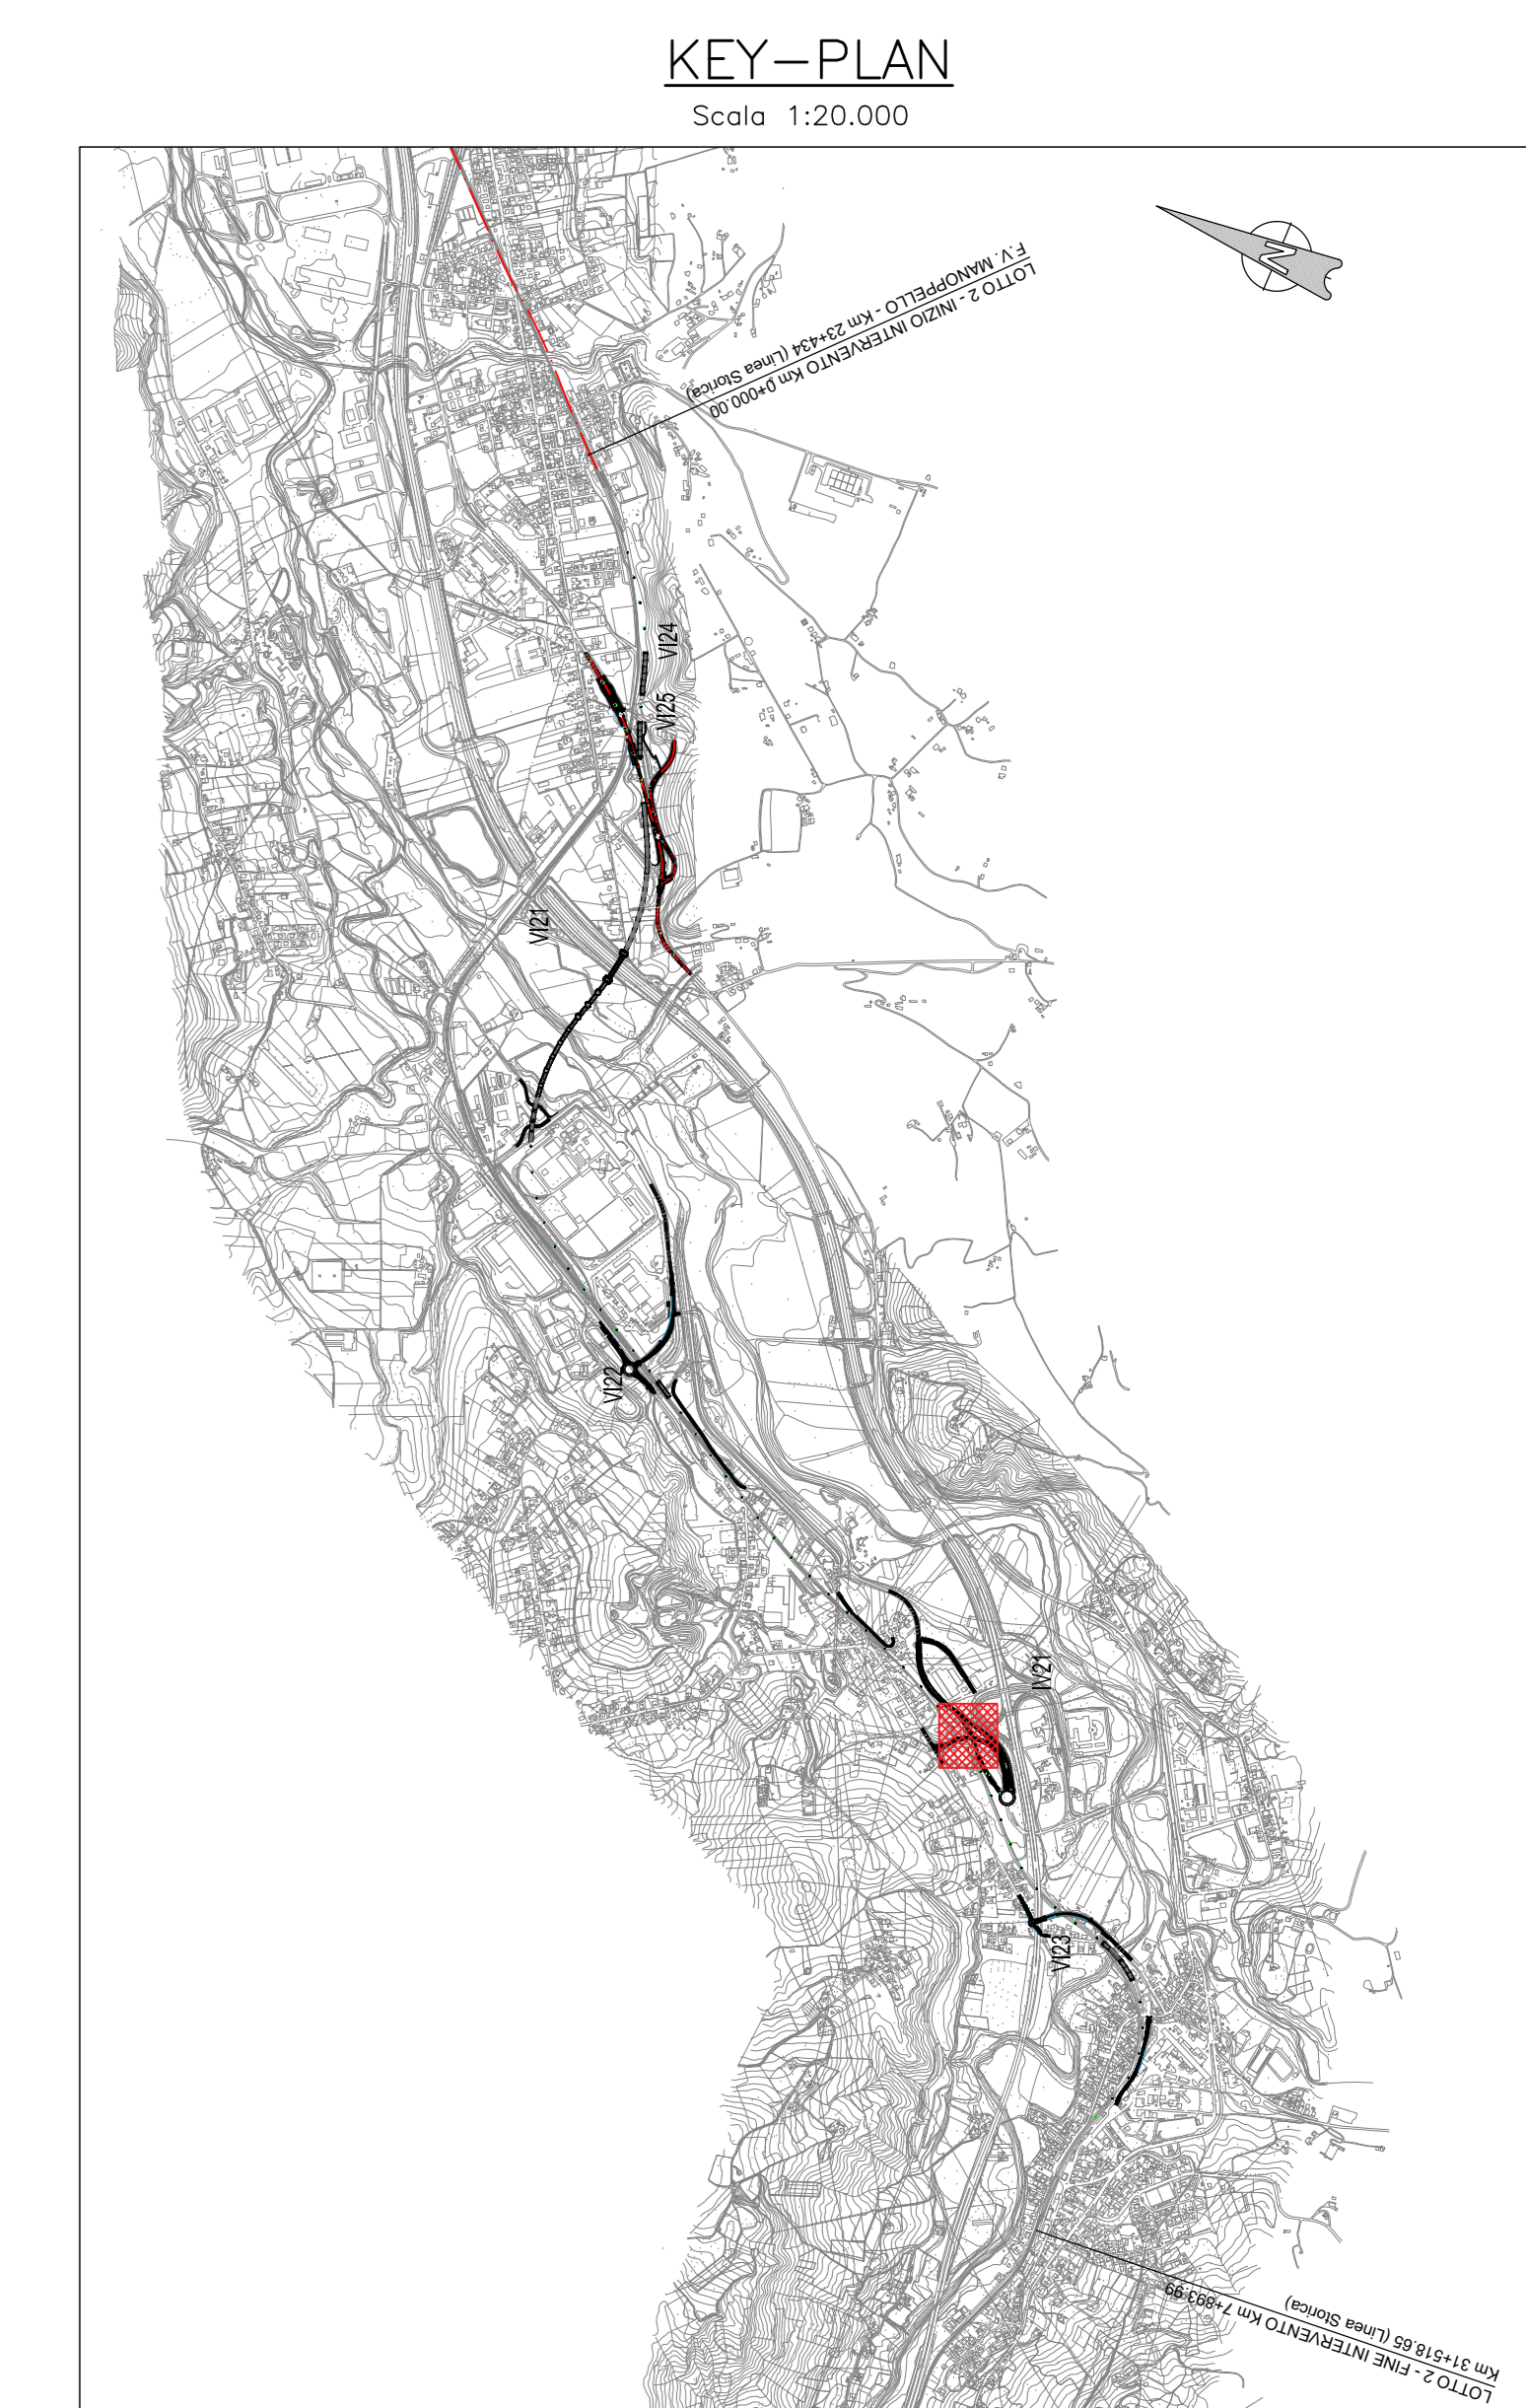 KEY-PLAN
Scala 1:20.000
N
LOTTO 2 - INIZIO INTERVENTO Km 0+000.00
F.V. MANOPPELLO - Km 23+434 (Linea Storica)
VI24
VI25
VI21
VI22
IV21
VI23
LOTTO 2 - FINE INTERVENTO Km 7+893.99
Km 31+518.65 (Linea Storica)